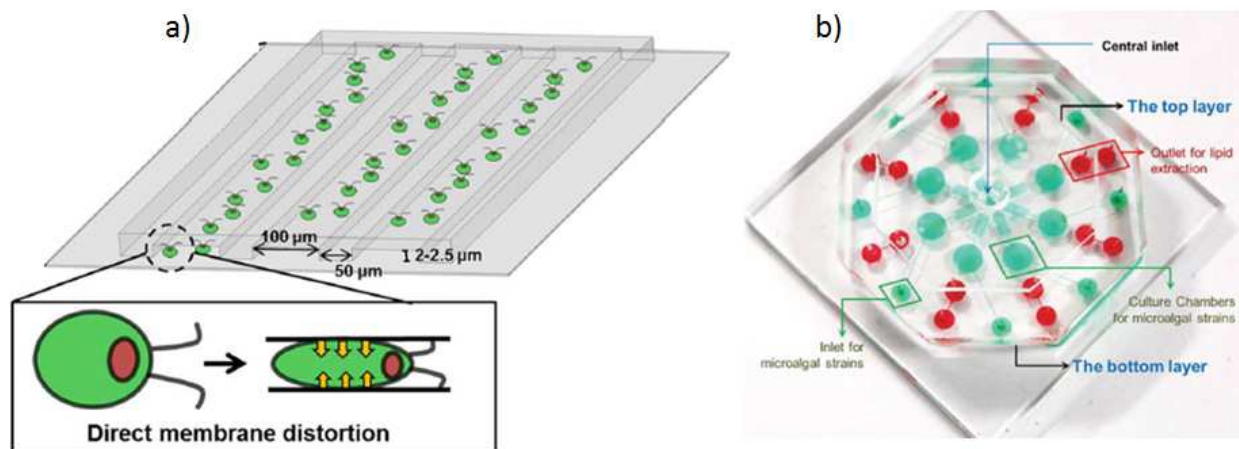 a)
100 µm
50 µm
2-2.5 µm
Direct membrane distortion
b)
Central inlet
The top layer
Outlet for lipid
extraction
Culture Chambers
for microalgal strains
Inlet for
microalgal strains
The bottom layer